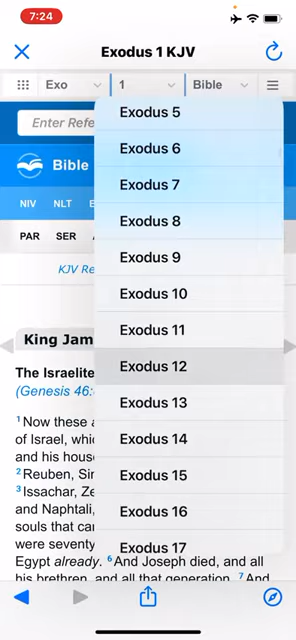 7:24
Exodus 1 KJV
Exo 1 Bible
Enter Refe
Bible
NIV NLT E
PAR SER
KJV Re
King Jam
The Israelite
(Genesis 46:
1 Now these a
of Israel, whic
and his hous
2 Reuben, Sim
3 Issachar, Ze
and Naphtali,
souls that ca
were seventy
Egypt already. 6 And Joseph died, and all
his brethren, and all that generation. 7 And
Exodus 5
Exodus 6
Exodus 7
Exodus 8
Exodus 9
Exodus 10
Exodus 11
Exodus 12
Exodus 13
Exodus 14
Exodus 15
Exodus 16
Exodus 17